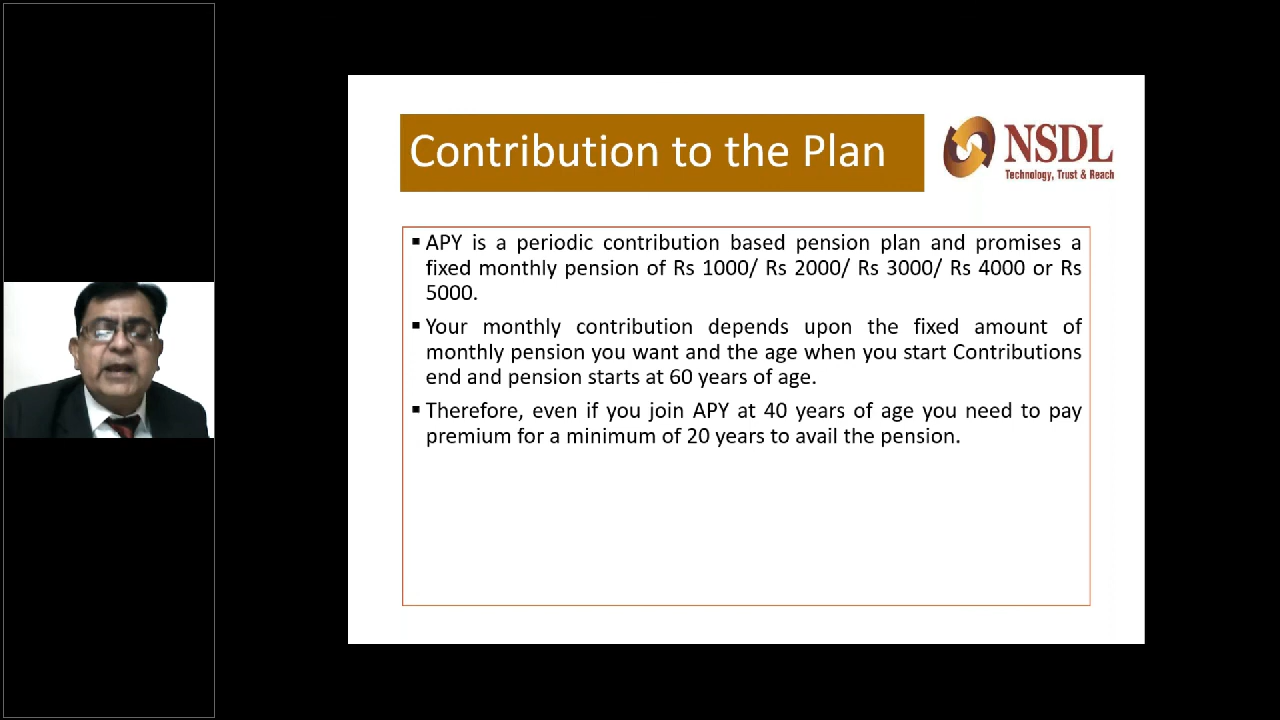 Contribution to the Plan
NSDL
Technology, Trust & Reach
▪ APY is a periodic contribution based pension plan and promises a
fixed monthly pension of Rs 1000/ Rs 2000/ Rs 3000/ Rs 4000 or Rs
5000.
▪ Your monthly contribution depends upon the fixed amount of
monthly pension you want and the age when you start Contributions
end and pension starts at 60 years of age.
▪ Therefore, even if you join APY at 40 years of age you need to pay
premium for a minimum of 20 years to avail the pension.